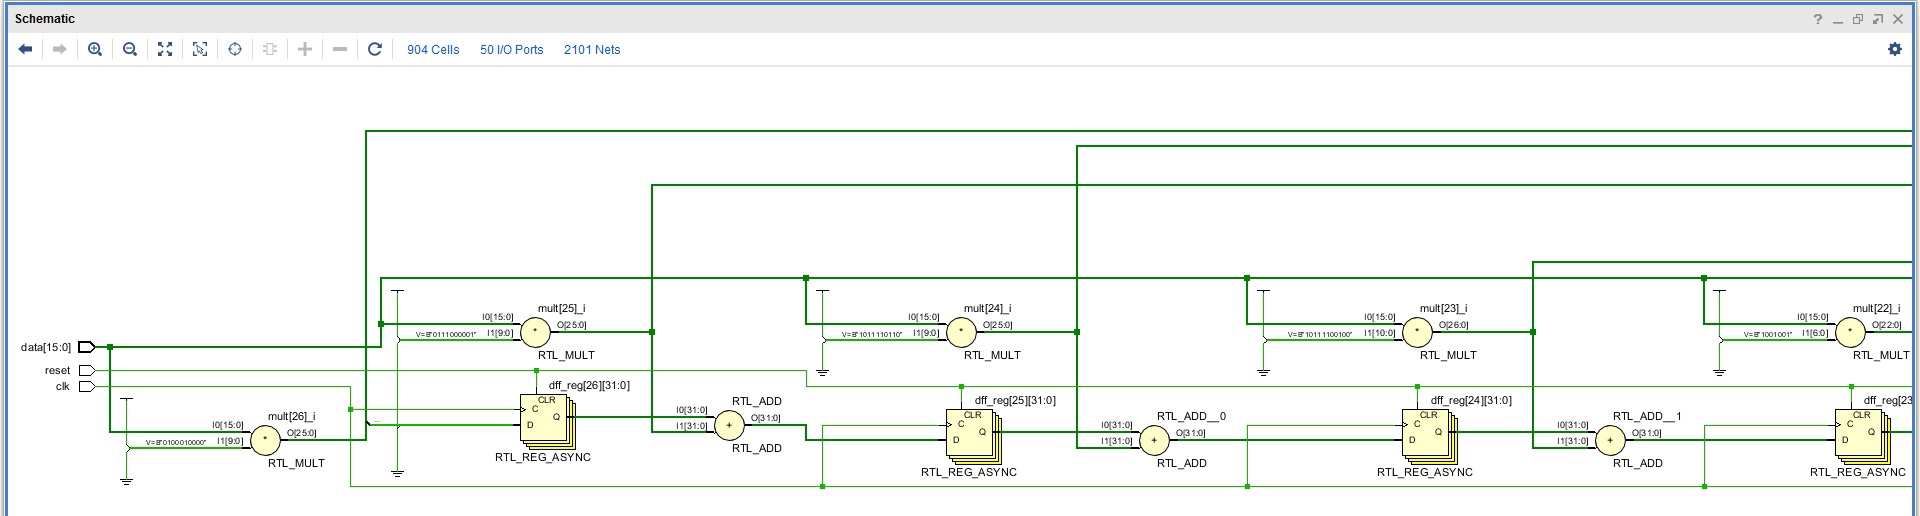 Schematic
904 Cells 50 I/O Ports 2101 Nets
mult[25]_i
I0[15:0]
V=B"0111000001" I1[9:0]
O[25:0]
*
RTL_MULT
mult[24]_i
I0[15:0]
V=B"1011110110" I1[9:0]
O[25:0]
*
RTL_MULT
mult[23]_i
I0[15:0]
V=B"10111100100" I1[10:0]
O[26:0]
*
RTL_MULT
mult[22]_i
I0[15:0]
V=B"1001001" I1[6:0]
O[22:0]
*
RTL_MULT
data[15:0]
reset
clk
mult[26]_i
I0[15:0]
V=B"0100010000" I1[9:0]
O[25:0]
*
RTL_MULT
dff_reg[26][31:0]
CLR
C
Q
D
RTL_REG_ASYNC
RTL_ADD
I0[31:0]
I1[31:0]
O[31:0]
+
RTL_ADD
dff_reg[25][31:0]
CLR
C
Q
D
RTL_REG_ASYNC
RTL_ADD__0
I0[31:0]
I1[31:0]
O[31:0]
+
RTL_ADD
dff_reg[24][31:0]
CLR
C
Q
D
RTL_REG_ASYNC
RTL_ADD__1
I0[31:0]
I1[31:0]
O[31:0]
+
RTL_ADD
dff_reg[23
CLR
C
Q
D
RTL_REG_ASYNC